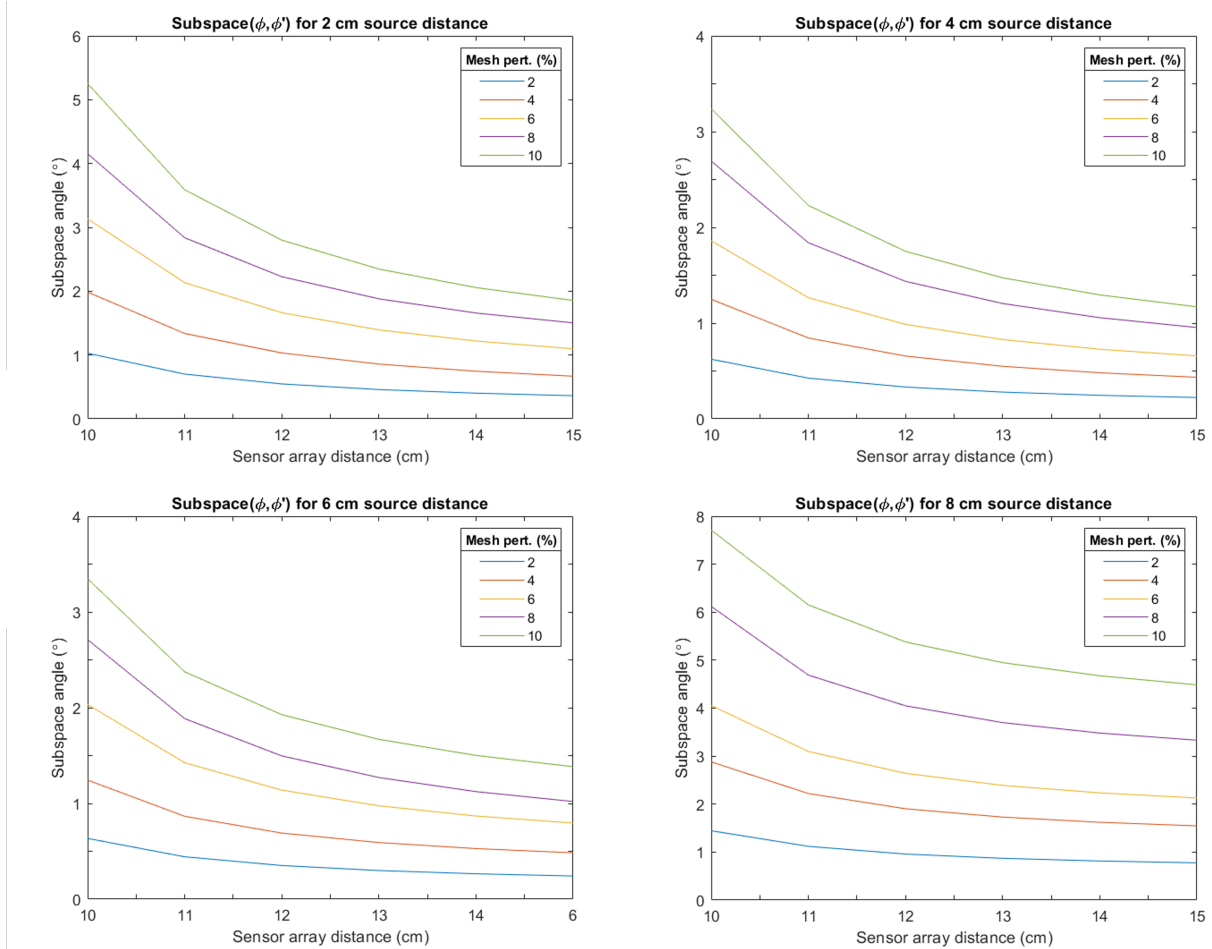 Subspace(ϕ,ϕ') for 2 cm source distance
6
5
4
3
2
1
0
Subspace angle (°)
Mesh pert. (%)
2
4
6
8
10
10 11 12 13 14 15
Sensor array distance (cm)
Subspace(ϕ,ϕ') for 4 cm source distance
4
3
2
1
0
Subspace angle (°)
Mesh pert. (%)
2
4
6
8
10
10 11 12 13 14 15
Sensor array distance (cm)
Subspace(ϕ,ϕ') for 6 cm source distance
4
3
2
1
0
Subspace angle (°)
Mesh pert. (%)
2
4
6
8
10
10 11 12 13 14 6
Sensor array distance (cm)
Subspace(ϕ,ϕ') for 8 cm source distance
8
7
6
5
4
3
2
1
0
Subspace angle (°)
Mesh pert. (%)
2
4
6
8
10
10 11 12 13 14 15
Sensor array distance (cm)